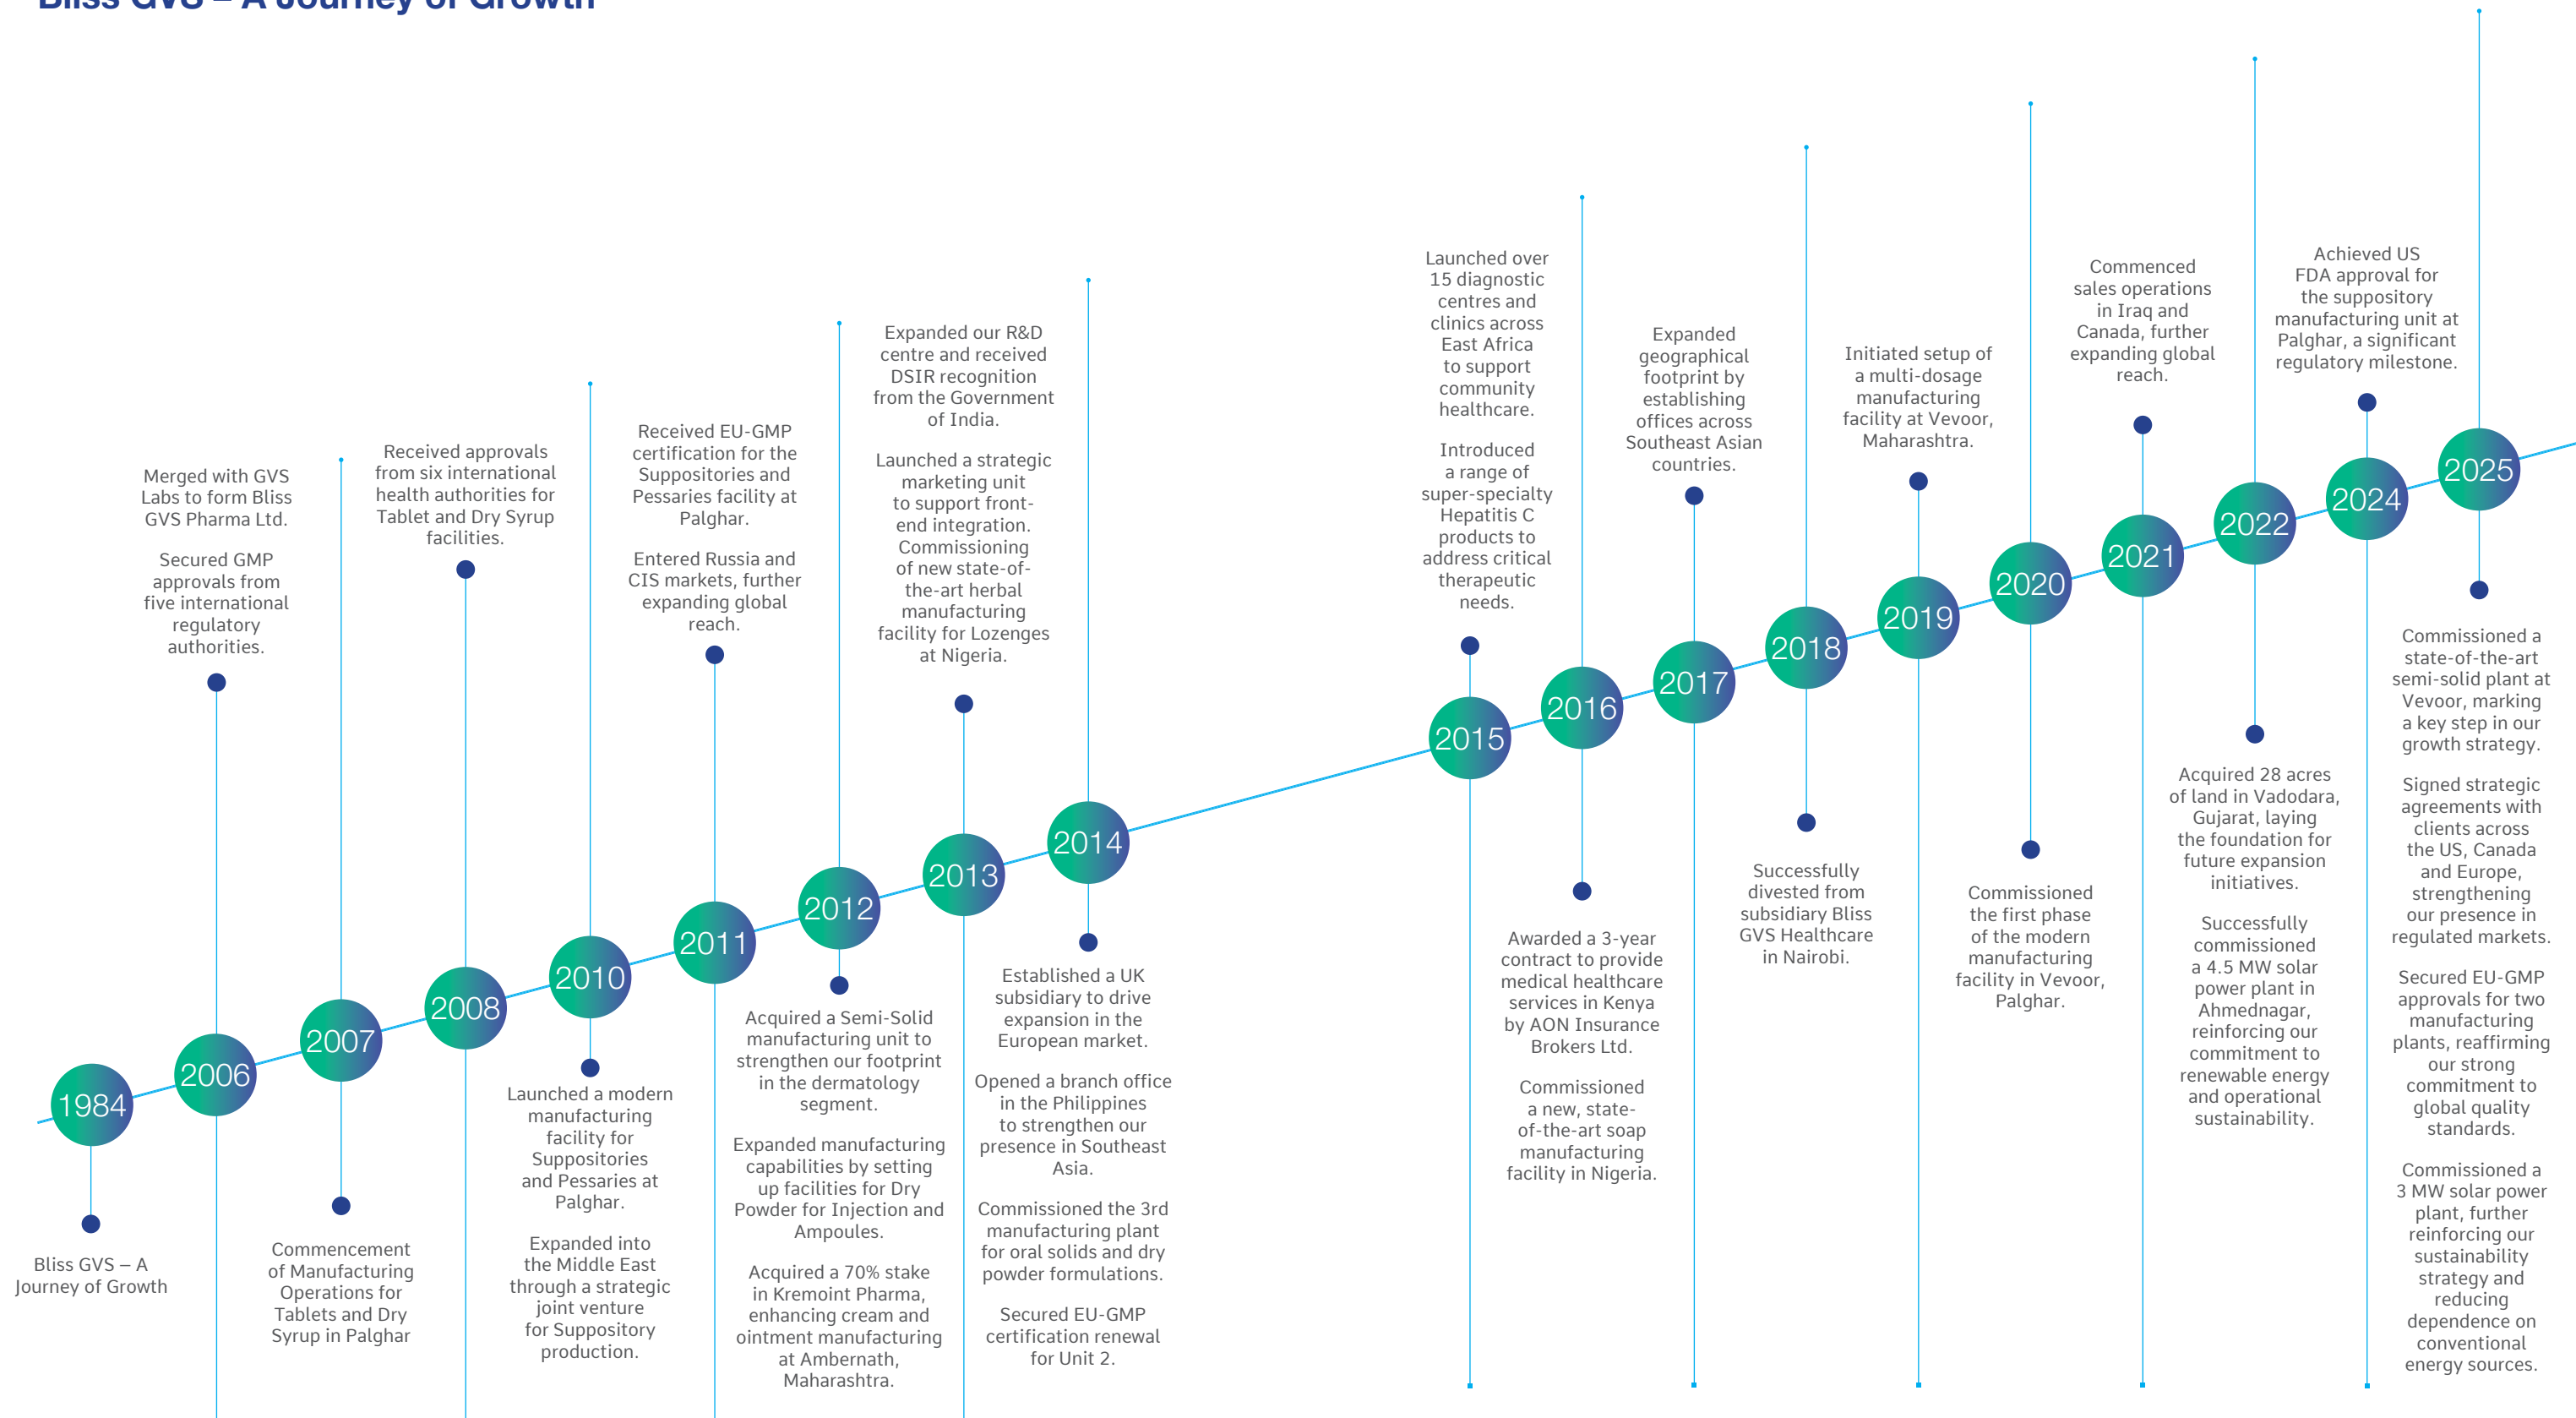 Bliss GVS – A Journey of Growth
1984
Bliss GVS – A
Journey of Growth
2006
Merged with GVS
Labs to form Bliss
GVS Pharma Ltd.
Secured GMP
approvals from
five international
regulatory
authorities.
2007
Commencement
of Manufacturing
Operations for
Tablets and Dry
Syrup in Palghar
2008
Received approvals
from six international
health authorities for
Tablet and Dry Syrup
facilities.
2010
Launched a modern
manufacturing
facility for
Suppositories
and Pessaries at
Palghar.
Expanded into
the Middle East
through a strategic
joint venture
for Suppository
production.
2011
Received EU-GMP
certification for the
Suppositories and
Pessaries facility at
Palghar.
Entered Russia and
CIS markets, further
expanding global
reach.
2012
Acquired a Semi-Solid
manufacturing unit to
strengthen our footprint
in the dermatology
segment.
Expanded manufacturing
capabilities by setting
up facilities for Dry
Powder for Injection and
Ampoules.
Acquired a 70% stake
in Kremoint Pharma,
enhancing cream and
ointment manufacturing
at Ambernath,
Maharashtra.
2013
Expanded our R&D
centre and received
DSIR recognition
from the Government
of India.
Launched a strategic
marketing unit
to support front-
end integration.
Commissioning
of new state-of-
the-art herbal
manufacturing
facility for Lozenges
at Nigeria.
2014
Established a UK
subsidiary to drive
expansion in the
European market.
Opened a branch office
in the Philippines
to strengthen our
presence in Southeast
Asia.
Commissioned the 3rd
manufacturing plant
for oral solids and dry
powder formulations.
Secured EU-GMP
certification renewal
for Unit 2.
2015
Launched over
15 diagnostic
centres and
clinics across
East Africa
to support
community
healthcare.
Introduced
a range of
super-specialty
Hepatitis C
products to
address critical
therapeutic
needs.
2016
Awarded a 3-year
contract to provide
medical healthcare
services in Kenya
by AON Insurance
Brokers Ltd.
Commissioned
a new, state-
of-the-art soap
manufacturing
facility in Nigeria.
2017
Expanded
geographical
footprint by
establishing
offices across
Southeast Asian
countries.
2018
Successfully
divested from
subsidiary Bliss
GVS Healthcare
in Nairobi.
2019
Initiated setup of
a multi-dosage
manufacturing
facility at Vevoor,
Maharashtra.
2020
Commissioned
the first phase
of the modern
manufacturing
facility in Vevoor,
Palghar.
2021
Commenced
sales operations
in Iraq and
Canada, further
expanding global
reach.
2022
Acquired 28 acres
of land in Vadodara,
Gujarat, laying
the foundation for
future expansion
initiatives.
Successfully
commissioned
a 4.5 MW solar
power plant in
Ahmednagar,
reinforcing our
commitment to
renewable energy
and operational
sustainability.
2024
Achieved US
FDA approval for
the suppository
manufacturing unit at
Palghar, a significant
regulatory milestone.
2025
Commissioned a
state-of-the-art
semi-solid plant at
Vevoor, marking
a key step in our
growth strategy.
Signed strategic
agreements with
clients across
the US, Canada
and Europe,
strengthening
our presence in
regulated markets.
Secured EU-GMP
approvals for two
manufacturing
plants, reaffirming
our strong
commitment to
global quality
standards.
Commissioned a
3 MW solar power
plant, further
reinforcing our
sustainability
strategy and
reducing
dependence on
conventional
energy sources.